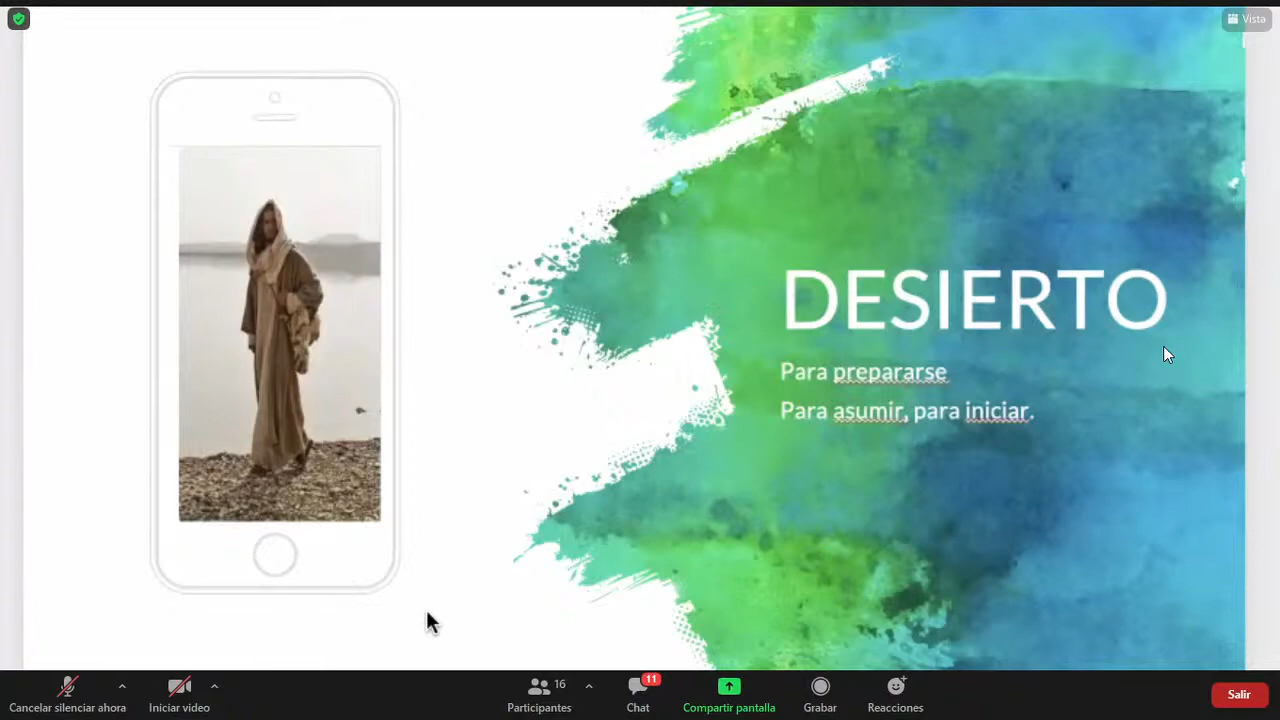 Vista
DESIERTO
Para prepararse
Para asumir, para iniciar.
Cancelar silenciar ahora
Iniciar video
16
Participantes
11
Chat
Compartir pantalla
Grabar
Reacciones
Salir